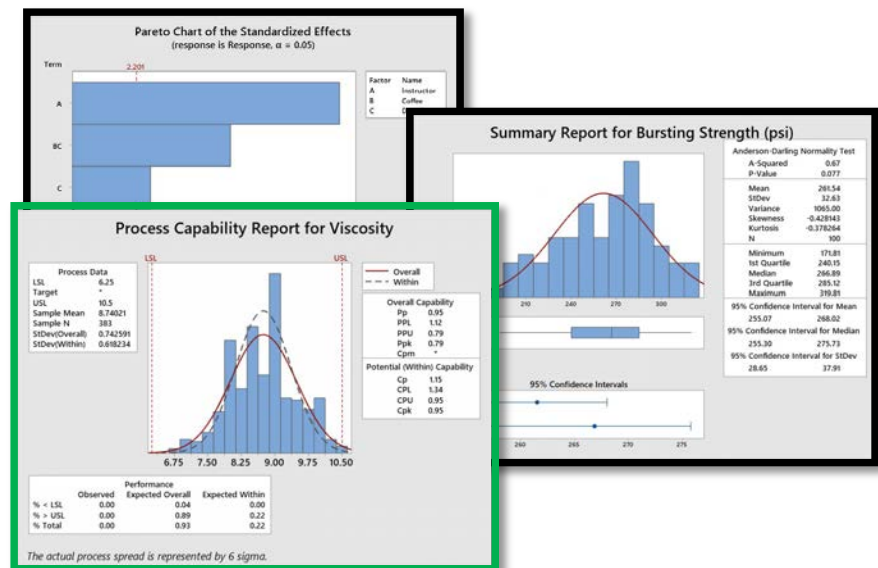 Pareto Chart of the Standardized Effects
(response is Response, α = 0.05)
Term
2.201
Factor Name
A Instructor
B Coffee
C
A
BC
C
Summary Report for Bursting Strength (psi)
210 240 270 300
Anderson-Darling Normality Test
A-Squared 0.67
P-Value 0.077
Mean 261.54
StDev 32.63
Variance 1065.00
Skewness -0.428143
Kurtosis -0.378264
N 100
Minimum 171.81
1st Quartile 240.15
Median 266.89
3rd Quartile 285.12
Maximum 319.81
95% Confidence Interval for Mean
255.07 268.02
95% Confidence Interval for Median
255.30 275.73
95% Confidence Interval for StDev
28.65 37.91
95% Confidence Intervals
260 265 270 275
Process Capability Report for Viscosity
LSL USL
Process Data
LSL 6.25
Target *
USL 10.5
Sample Mean 8.74021
Sample N 383
StDev(Overall) 0.742591
StDev(Within) 0.618234
Overall
Within
Overall Capability
Pp 0.95
PPL 1.12
PPU 0.79
Ppk 0.79
Cpm *
Potential (Within) Capability
Cp 1.15
CPL 1.34
CPU 0.95
Cpk 0.95
6.75 7.50 8.25 9.00 9.75 10.50
Performance
Observed Expected Overall Expected Within
% < LSL 0.00 0.04 0.00
% > USL 0.00 0.89 0.22
% Total 0.00 0.93 0.22
The actual process spread is represented by 6 sigma.